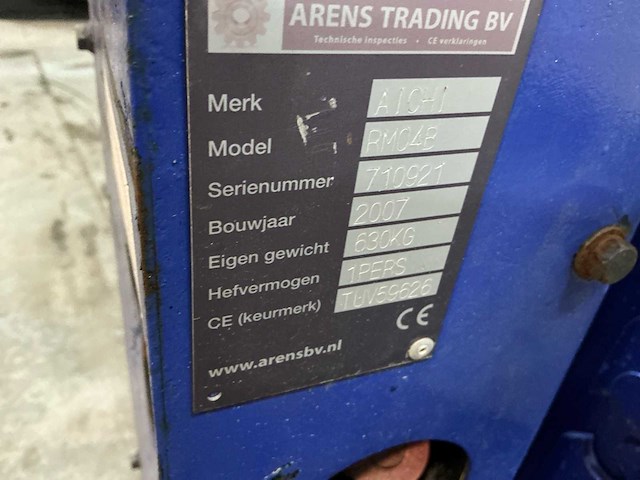 ARENS TRADING BV
Technische inspecties • CE verklaringen
Merk AICHI
Model RM04B
Serienummer 710921
Bouwjaar 2007
Eigen gewicht 630KG
Hefvermogen 1PERS
CE (keurmerk) TUV59626
CE
www.arensbv.nl